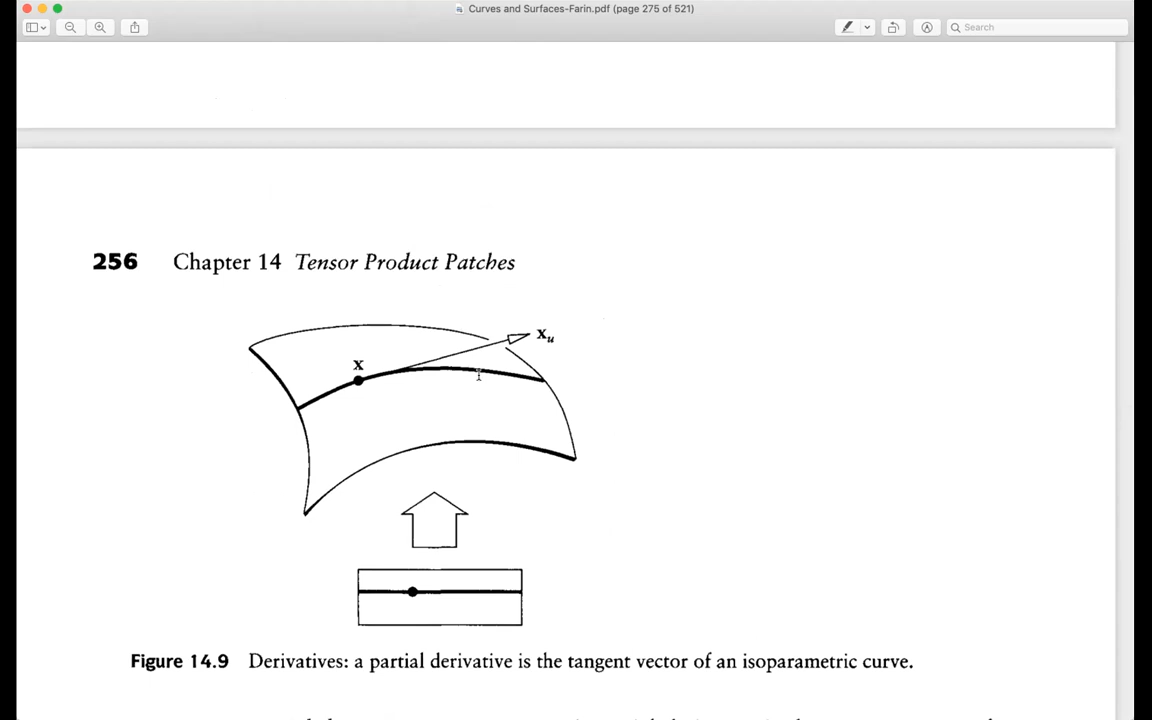 Curves and Surfaces-Farin.pdf (page 275 of 521)
Search
256 Chapter 14 Tensor Product Patches
x
xu
Figure 14.9 Derivatives: a partial derivative is the tangent vector of an isoparametric curve.